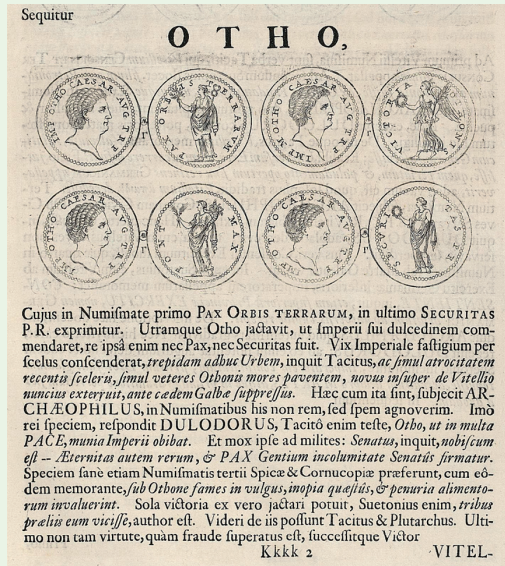 Sequitur
OTHO,
IMP OTHO CAESAR AVG TR P
PAX ORBIS TERRARVM
IMP M OTHO CAESAR AVG TR P
VICTORIA OTHONIS
IMP OTHO CAESAR AVG TR P
PONT MAX
IMP OTHO CAESAR AVG TR P
SECVRITAS PR
Cujus in Numismate primo PAX ORBIS TERRARUM, in ultimo SECURITAS
P.R. exprimitur. Utramque Otho jactavit, ut Imperii sui dulcedinem com-
mendaret, re ipsâ enim nec Pax, nec Securitas fuit. Vix Imperiale fastigium per
scelus conscenderat, trepidam adhuc Urbem, inquit Tacitus, ac simul atrocitatem
recentis sceleris, simul veteres Othonis mores paventem, novus insuper de Vitellio
nuncius exterruit, ante cædem Galbæ suppressus. Hæc cum ita sint, subjecit AR-
CHÆOPHILUS, in Numismatibus his non rem, sed spem agnoverim. Imò
rei speciem, respondit DULODORUS, Tacitô enim teste, Otho, ut in multa
PACE, munia Imperii obibat. Et mox ipse ad milites: Senatus, inquit, nobiscum
est -- Æternitas autem rerum, & PAX Gentium incolumitate Senatûs firmatur.
Speciem sanè etiam Numismatis tertii Spicæ & Cornucopiæ præferunt, cum eô-
dem memorante, sub Othone fames in vulgus, inopia quæstûs, & penuria alimento-
rum invaluerint. Sola victoria ex vero jactari potuit, Suetonius enim, tribus
præliis eum vicisse, author est. Videri de iis possunt Tacitus & Plutarchus. Ulti-
mo non tam virtute, quàm fraude superatus est, successitque Victor
Kkkk 2 VITEL-